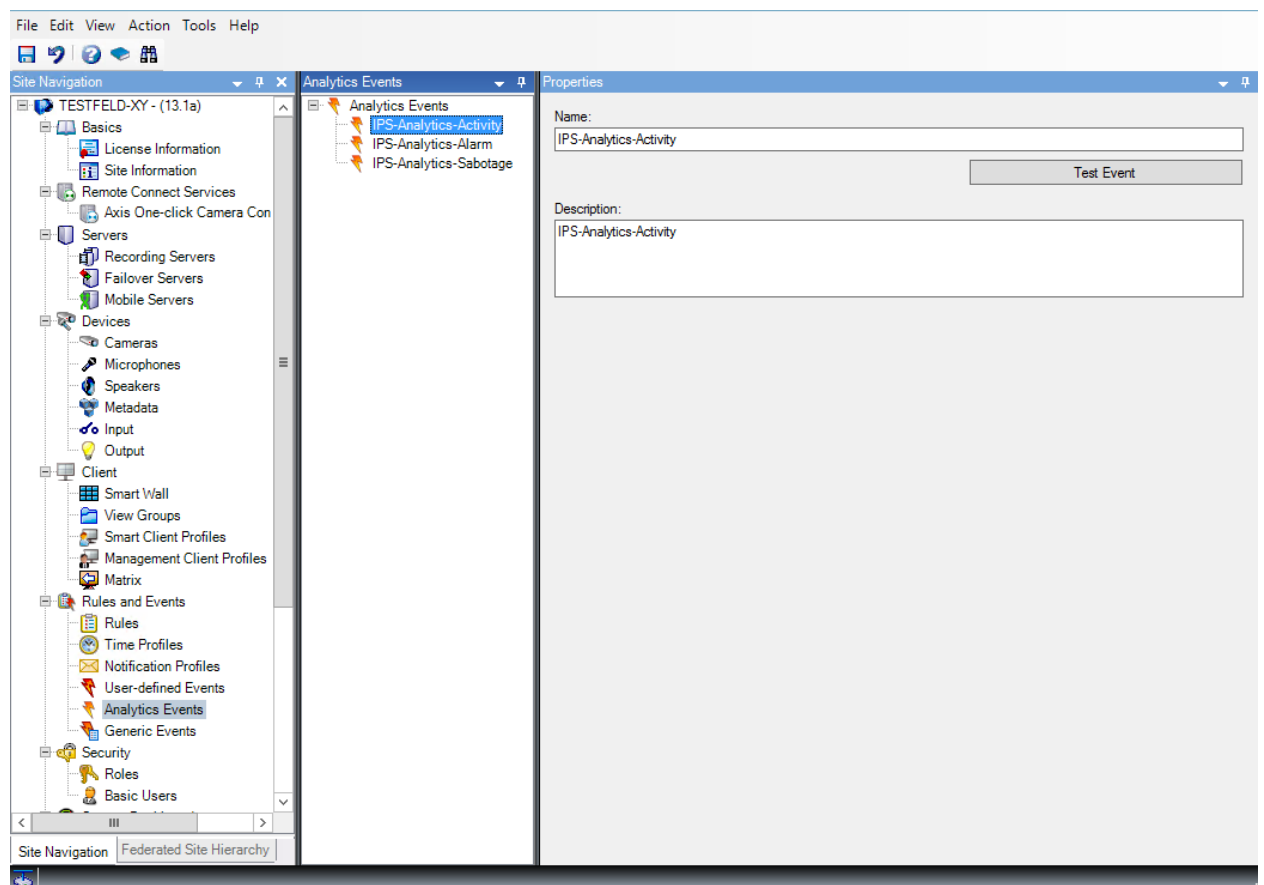 File Edit View Action Tools Help
Site Navigation
TESTFELD-XY - (13.1a)
Basics
License Information
Site Information
Remote Connect Services
Axis One-click Camera Con
Servers
Recording Servers
Failover Servers
Mobile Servers
Devices
Cameras
Microphones
Speakers
Metadata
Input
Output
Client
Smart Wall
View Groups
Smart Client Profiles
Management Client Profiles
Matrix
Rules and Events
Rules
Time Profiles
Notification Profiles
User-defined Events
Analytics Events
Generic Events
Security
Roles
Basic Users
Site Navigation
Federated Site Hierarchy
Analytics Events
Analytics Events
IPS-Analytics-Activity
IPS-Analytics-Alarm
IPS-Analytics-Sabotage
Properties
Name:
IPS-Analytics-Activity
Test Event
Description:
IPS-Analytics-Activity